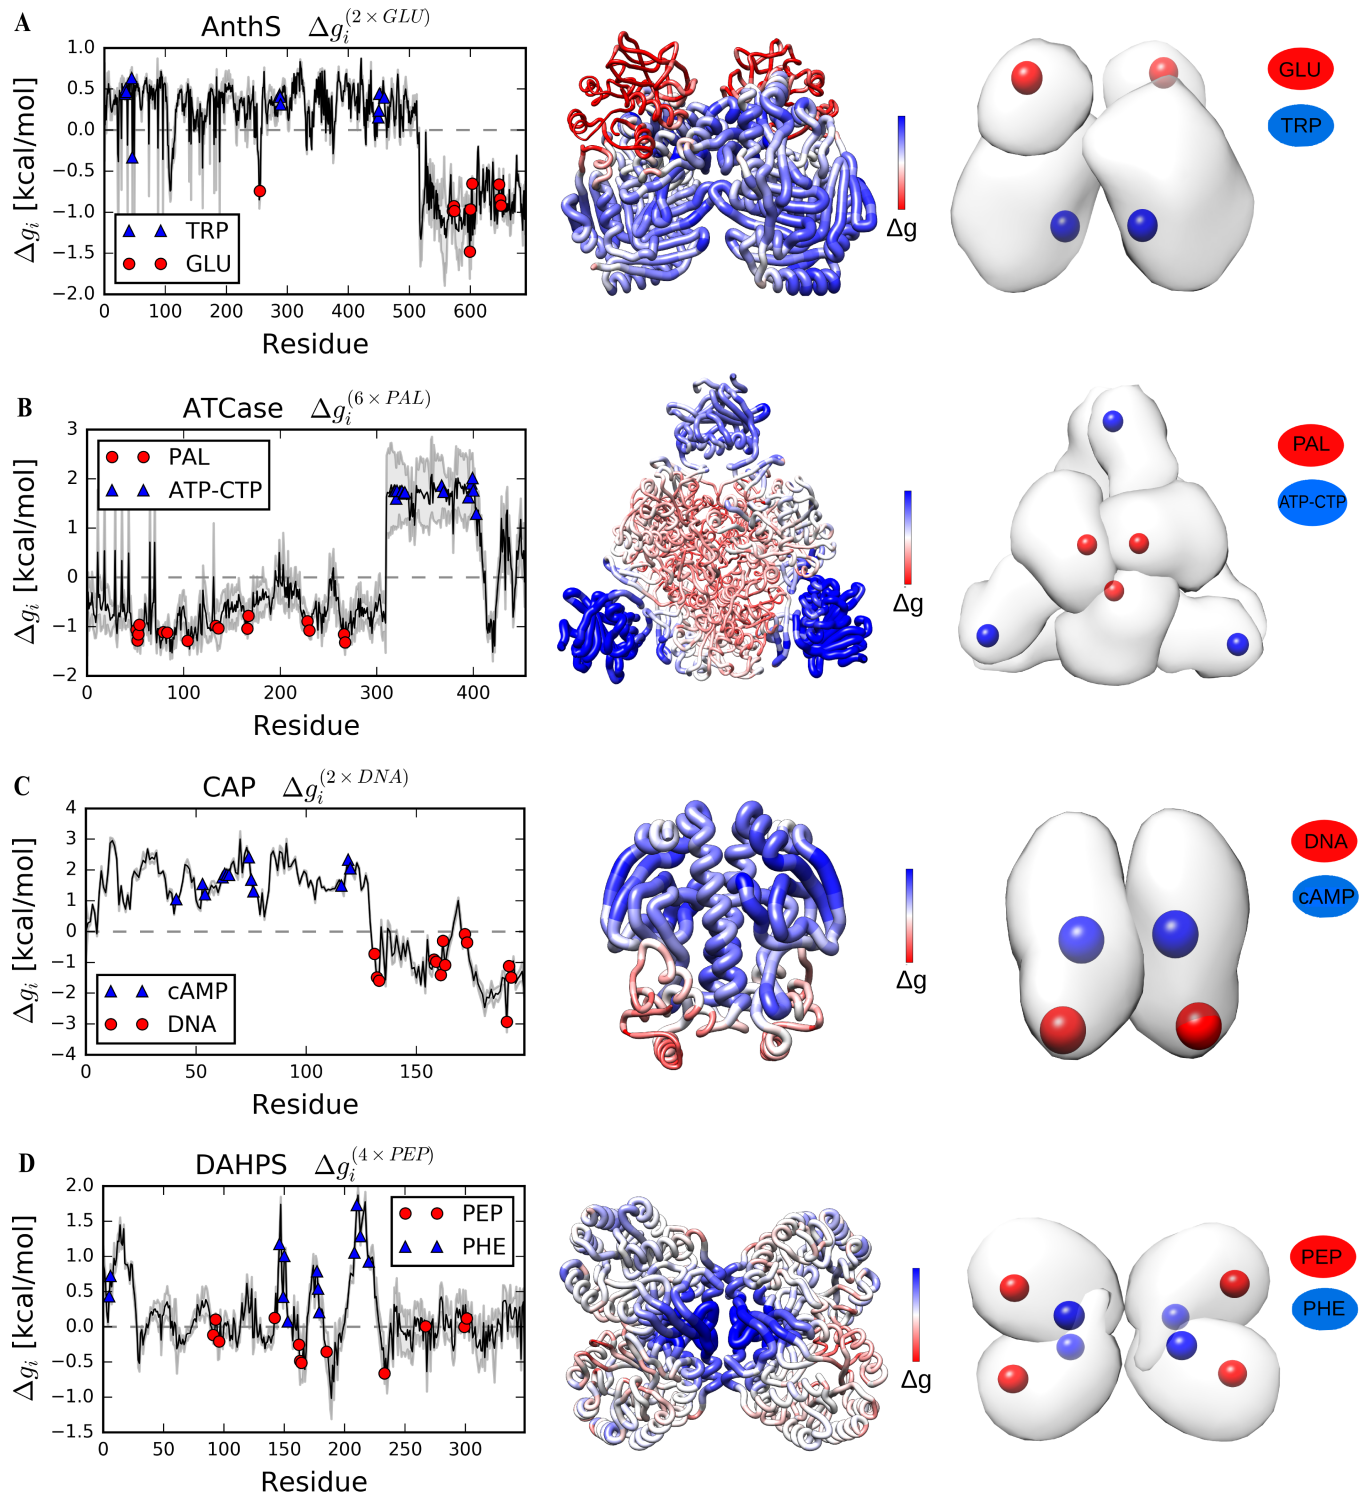 A
AnthS Δg_i^(2×GLU)
Δg_i [kcal/mol]
1.0
0.5
0.0
−0.5
−1.0
−1.5
−2.0
TRP
GLU
0 100 200 300 400 500 600
Residue
Δg
GLU
TRP
B
ATCase Δg_i^(6×PAL)
Δg_i [kcal/mol]
3
2
1
0
−1
−2
PAL
ATP-CTP
0 100 200 300 400
Residue
Δg
PAL
ATP-CTP
C
CAP Δg_i^(2×DNA)
Δg_i [kcal/mol]
4
3
2
1
0
−1
−2
−3
−4
cAMP
DNA
0 50 100 150
Residue
Δg
DNA
cAMP
D
DAHPS Δg_i^(4×PEP)
Δg_i [kcal/mol]
2.0
1.5
1.0
0.5
0.0
−0.5
−1.0
−1.5
PEP
PHE
0 50 100 150 200 250 300
Residue
Δg
PEP
PHE